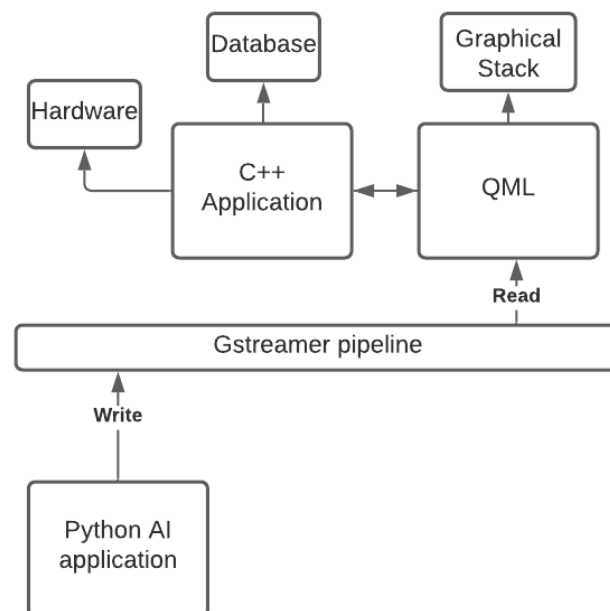 Database
Graphical
Stack
Hardware
C++
Application
QML
Read
Gstreamer pipeline
Write
Python AI
application